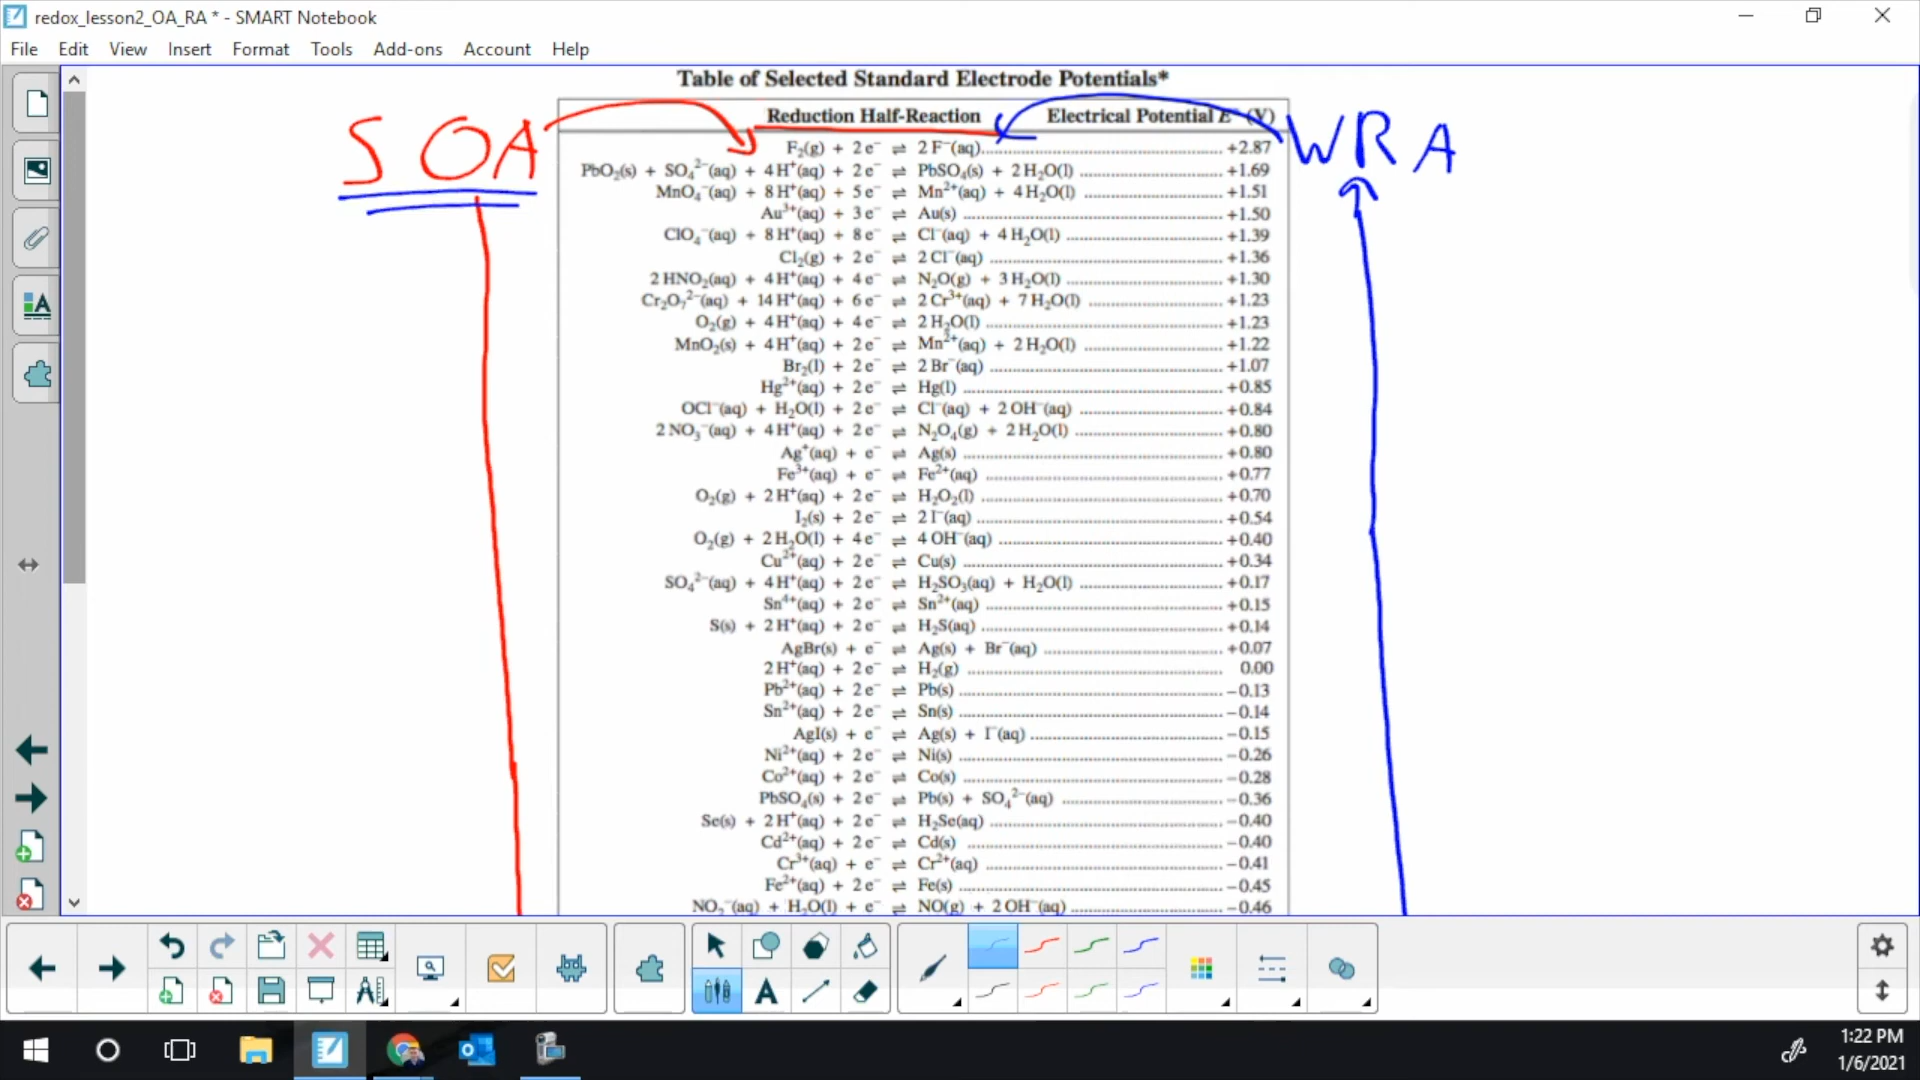 redox_lesson2_OA_RA * - SMART Notebook
File Edit View Insert Format Tools Add-ons Account Help
Table of Selected Standard Electrode Potentials*
Reduction Half-Reaction Electrical Potential E (V)
SOA
WRA
F₂(g) + 2e⁻ ⇌ 2F⁻(aq) +2.87
PbO₂(s) + SO₄²⁻(aq) + 4H⁺(aq) + 2e⁻ ⇌ PbSO₄(s) + 2H₂O(l) +1.69
MnO₄⁻(aq) + 8H⁺(aq) + 5e⁻ ⇌ Mn²⁺(aq) + 4H₂O(l) +1.51
Au³⁺(aq) + 3e⁻ ⇌ Au(s) +1.50
ClO₄⁻(aq) + 8H⁺(aq) + 8e⁻ ⇌ Cl⁻(aq) + 4H₂O(l) +1.39
Cl₂(g) + 2e⁻ ⇌ 2Cl⁻(aq) +1.36
2HNO₂(aq) + 4H⁺(aq) + 4e⁻ ⇌ N₂O(g) + 3H₂O(l) +1.30
Cr₂O₇²⁻(aq) + 14H⁺(aq) + 6e⁻ ⇌ 2Cr³⁺(aq) + 7H₂O(l) +1.23
O₂(g) + 4H⁺(aq) + 4e⁻ ⇌ 2H₂O(l) +1.23
MnO₂(s) + 4H⁺(aq) + 2e⁻ ⇌ Mn²⁺(aq) + 2H₂O(l) +1.22
Br₂(l) + 2e⁻ ⇌ 2Br⁻(aq) +1.07
Hg²⁺(aq) + 2e⁻ ⇌ Hg(l) +0.85
OCl⁻(aq) + H₂O(l) + 2e⁻ ⇌ Cl⁻(aq) + 2OH⁻(aq) +0.84
2NO₃⁻(aq) + 4H⁺(aq) + 2e⁻ ⇌ N₂O₄(g) + 2H₂O(l) +0.80
Ag⁺(aq) + e⁻ ⇌ Ag(s) +0.80
Fe³⁺(aq) + e⁻ ⇌ Fe²⁺(aq) +0.77
O₂(g) + 2H⁺(aq) + 2e⁻ ⇌ H₂O₂(l) +0.70
I₂(s) + 2e⁻ ⇌ 2I⁻(aq) +0.54
O₂(g) + 2H₂O(l) + 4e⁻ ⇌ 4OH⁻(aq) +0.40
Cu²⁺(aq) + 2e⁻ ⇌ Cu(s) +0.34
SO₄²⁻(aq) + 4H⁺(aq) + 2e⁻ ⇌ H₂SO₃(aq) + H₂O(l) +0.17
Sn⁴⁺(aq) + 2e⁻ ⇌ Sn²⁺(aq) +0.15
S(s) + 2H⁺(aq) + 2e⁻ ⇌ H₂S(aq) +0.14
AgBr(s) + e⁻ ⇌ Ag(s) + Br⁻(aq) +0.07
2H⁺(aq) + 2e⁻ ⇌ H₂(g) 0.00
Pb²⁺(aq) + 2e⁻ ⇌ Pb(s) −0.13
Sn²⁺(aq) + 2e⁻ ⇌ Sn(s) −0.14
AgI(s) + e⁻ ⇌ Ag(s) + I⁻(aq) −0.15
Ni²⁺(aq) + 2e⁻ ⇌ Ni(s) −0.26
Co²⁺(aq) + 2e⁻ ⇌ Co(s) −0.28
PbSO₄(s) + 2e⁻ ⇌ Pb(s) + SO₄²⁻(aq) −0.36
Se(s) + 2H⁺(aq) + 2e⁻ ⇌ H₂Se(aq) −0.40
Cd²⁺(aq) + 2e⁻ ⇌ Cd(s) −0.40
Cr³⁺(aq) + e⁻ ⇌ Cr²⁺(aq) −0.41
Fe²⁺(aq) + 2e⁻ ⇌ Fe(s) −0.45
NO₂⁻(aq) + H₂O(l) + e⁻ ⇌ NO(g) + 2OH⁻(aq) −0.46
1:22 PM
1/6/2021